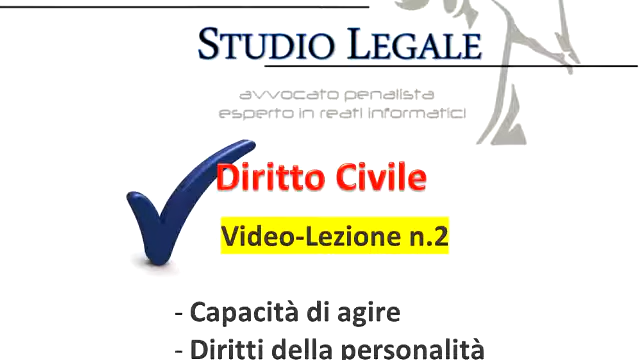 STUDIO LEGALE
avvocato penalista
esperto in reati informatici
Diritto Civile
Video-Lezione n.2
- Capacità di agire
- Diritti della personalità